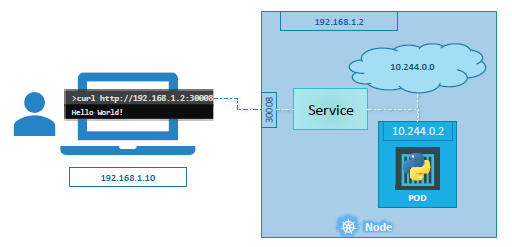 192.168.1.2
10.244.0.0
>curl http://192.168.1.2:30008
Hello World!
30008
Service
10.244.0.2
POD
192.168.1.10
Node